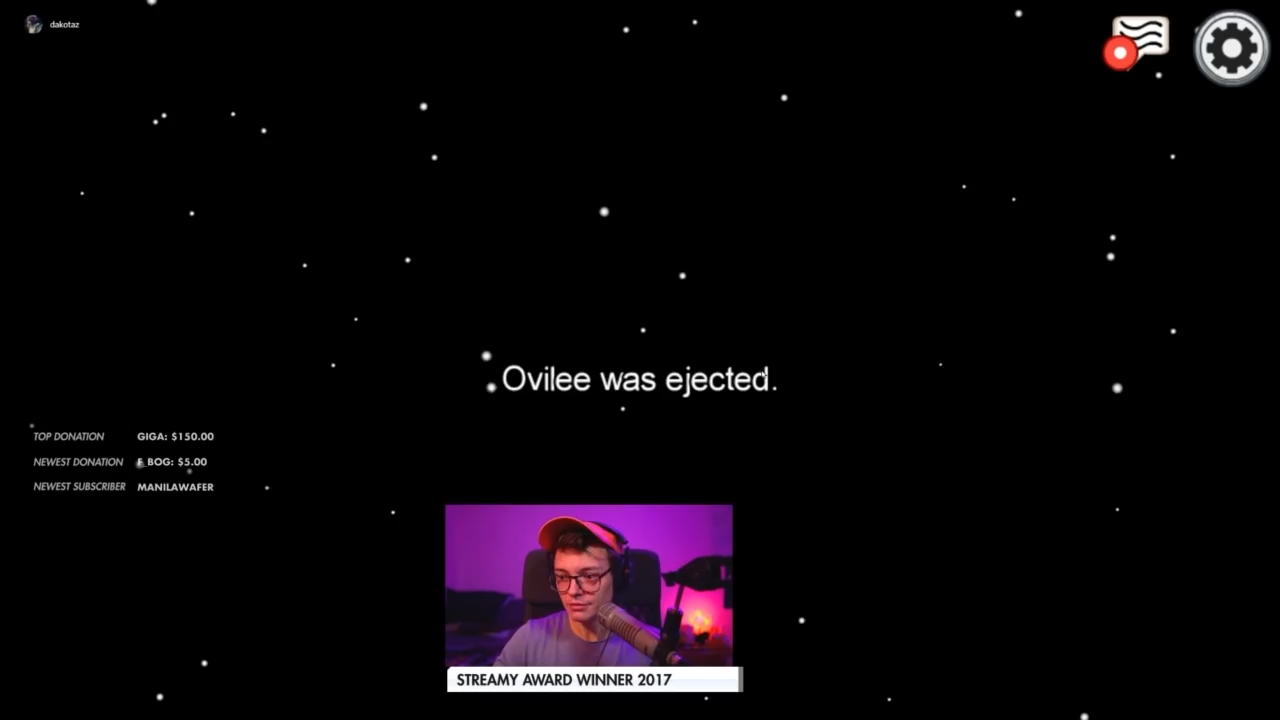 dakotaz
Ovilee was ejected.
TOP DONATION GIGA: $150.00
NEWEST DONATION E_BOG: $5.00
NEWEST SUBSCRIBER MANILAWAFER
STREAMY AWARD WINNER 2017